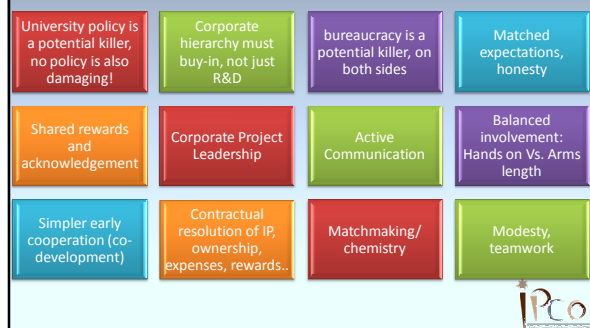 University policy is
a potential killer,
no policy is also
damaging!
Corporate
hierarchy must
buy-in, not just
R&D
bureaucracy is a
potential killer, on
both sides
Matched
expectations,
honesty
Shared rewards
and
acknowledgement
Corporate Project
Leadership
Active
Communication
Balanced
involvement:
Hands on Vs. Arms
length
Simpler early
cooperation (co-
development)
Contractual
resolution of IP,
ownership,
expenses, rewards..
Matchmaking/
chemistry
Modesty,
teamwork
IPCO